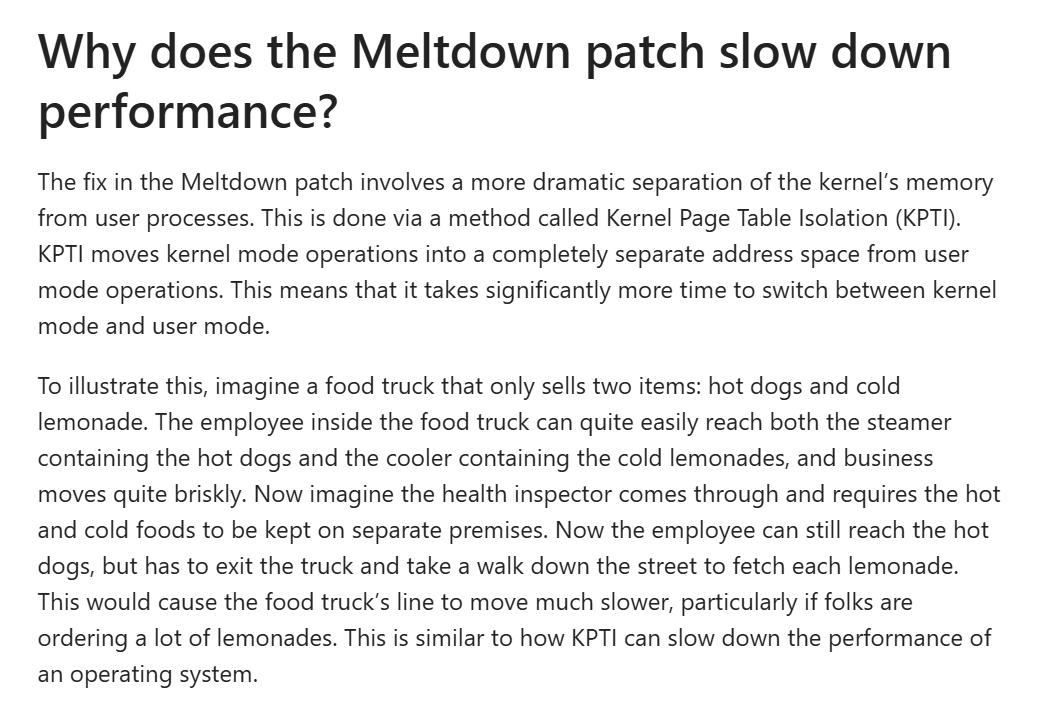 Why does the Meltdown patch slow down
performance?
The fix in the Meltdown patch involves a more dramatic separation of the kernel’s memory
from user processes. This is done via a method called Kernel Page Table Isolation (KPTI).
KPTI moves kernel mode operations into a completely separate address space from user
mode operations. This means that it takes significantly more time to switch between kernel
mode and user mode.
To illustrate this, imagine a food truck that only sells two items: hot dogs and cold
lemonade. The employee inside the food truck can quite easily reach both the steamer
containing the hot dogs and the cooler containing the cold lemonades, and business
moves quite briskly. Now imagine the health inspector comes through and requires the hot
and cold foods to be kept on separate premises. Now the employee can still reach the hot
dogs, but has to exit the truck and take a walk down the street to fetch each lemonade.
This would cause the food truck’s line to move much slower, particularly if folks are
ordering a lot of lemonades. This is similar to how KPTI can slow down the performance of
an operating system.